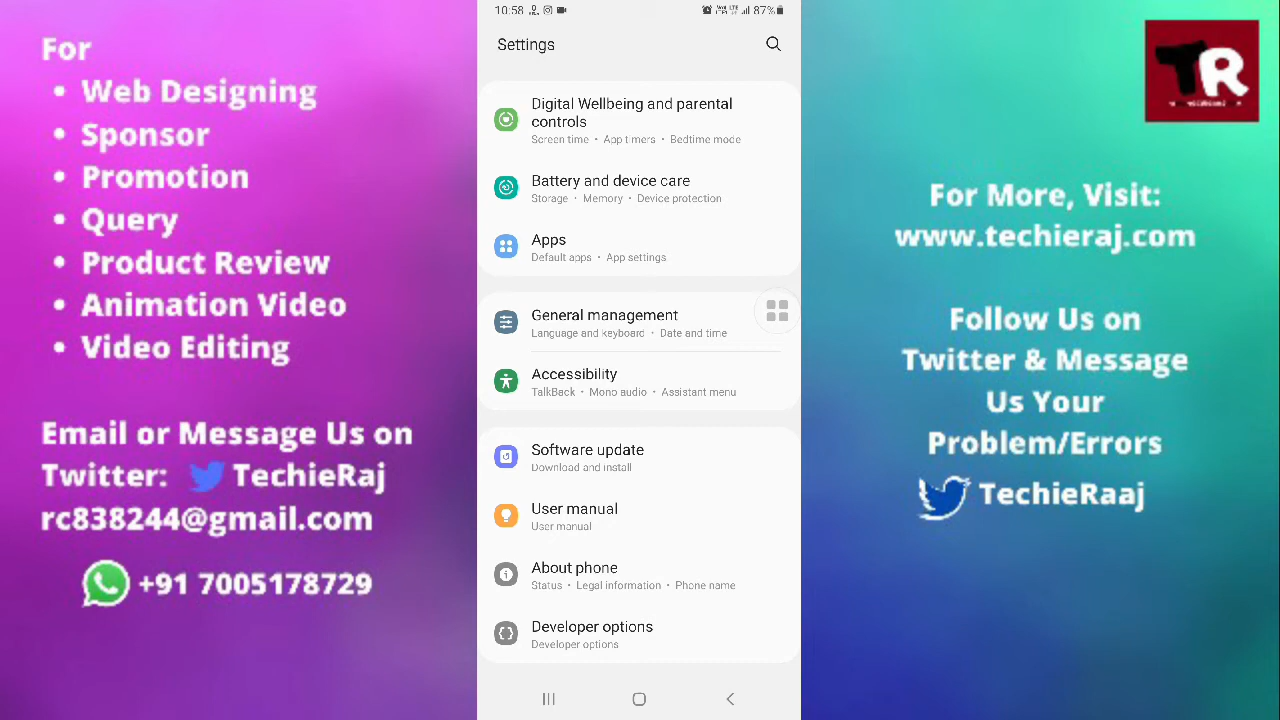 For
• Web Designing
• Sponsor
• Promotion
• Query
• Product Review
• Animation Video
• Video Editing
Email or Message Us on
Twitter: TechieRaj
rc838244@gmail.com
+91 7005178729
10:58 87%
Settings
Digital Wellbeing and parental
controls
Screen time • App timers • Bedtime mode
Battery and device care
Storage • Memory • Device protection
Apps
Default apps • App settings
General management
Language and keyboard • Date and time
Accessibility
TalkBack • Mono audio • Assistant menu
Software update
Download and install
User manual
User manual
About phone
Status • Legal information • Phone name
Developer options
Developer options
TR
For More, Visit:
www.techieraj.com
Follow Us on
Twitter & Message
Us Your
Problem/Errors
TechieRaaj